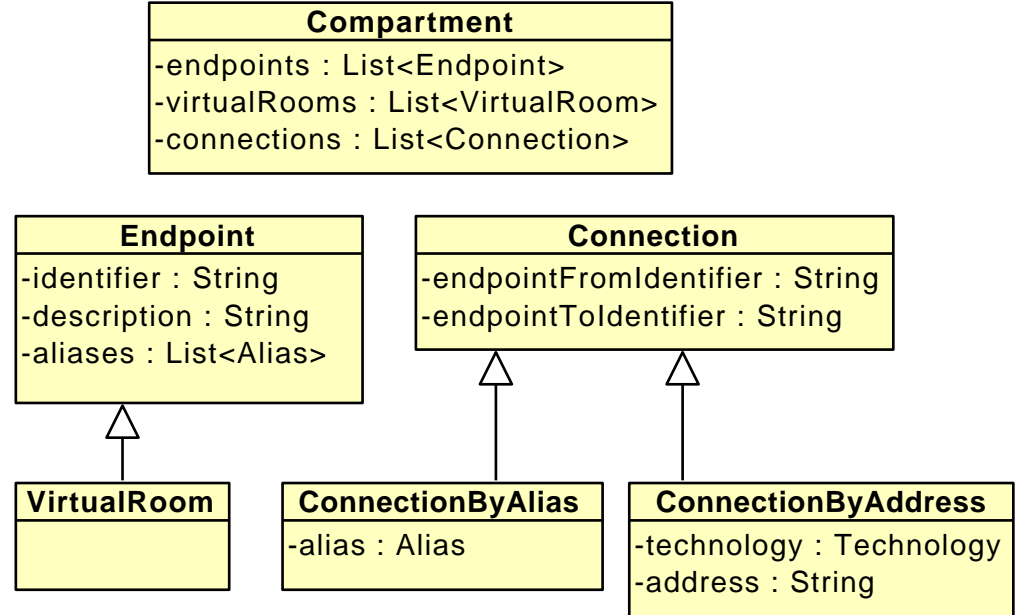 Compartment
-endpoints : List<Endpoint>
-virtualRooms : List<VirtualRoom>
-connections : List<Connection>
Endpoint
-identifier : String
-description : String
-aliases : List<Alias>
Connection
-endpointFromIdentifier : String
-endpointToIdentifier : String
VirtualRoom
ConnectionByAlias
-alias : Alias
ConnectionByAddress
-technology : Technology
-address : String